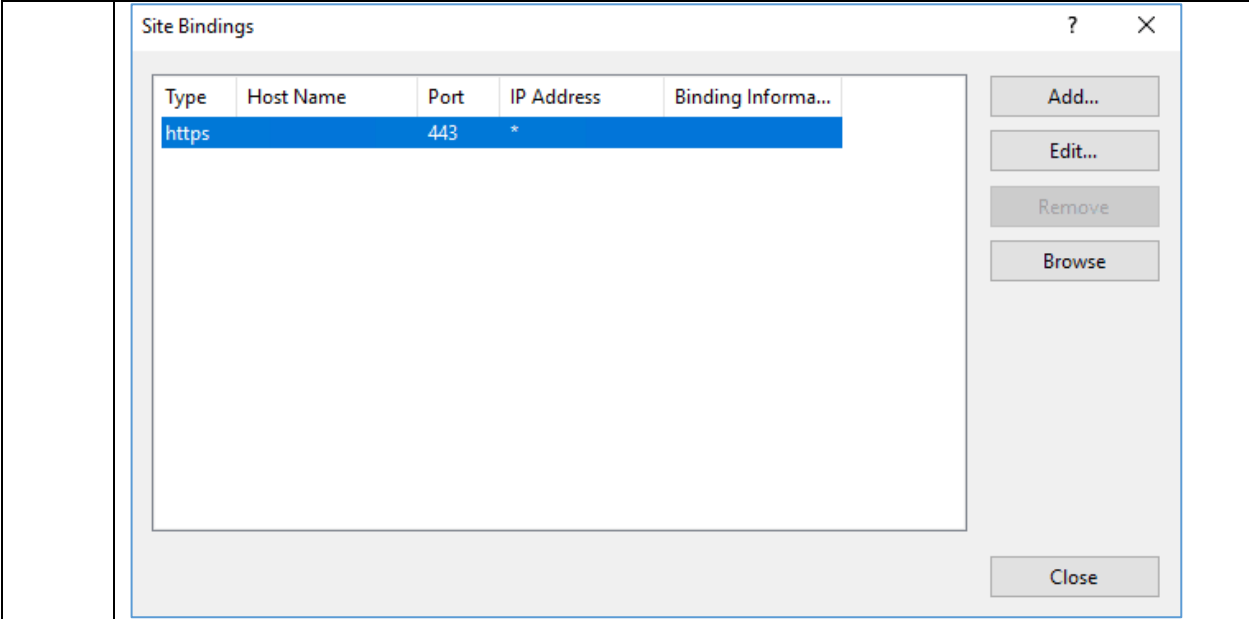 Site Bindings ?
Type Host Name Port IP Address Binding Informa...
https 443 *
Add...
Edit...
Remove
Browse
Close